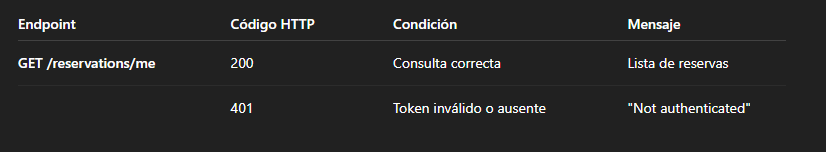 Endpoint Código HTTP Condición Mensaje
GET /reservations/me 200 Consulta correcta Lista de reservas
401 Token inválido o ausente "Not authenticated"